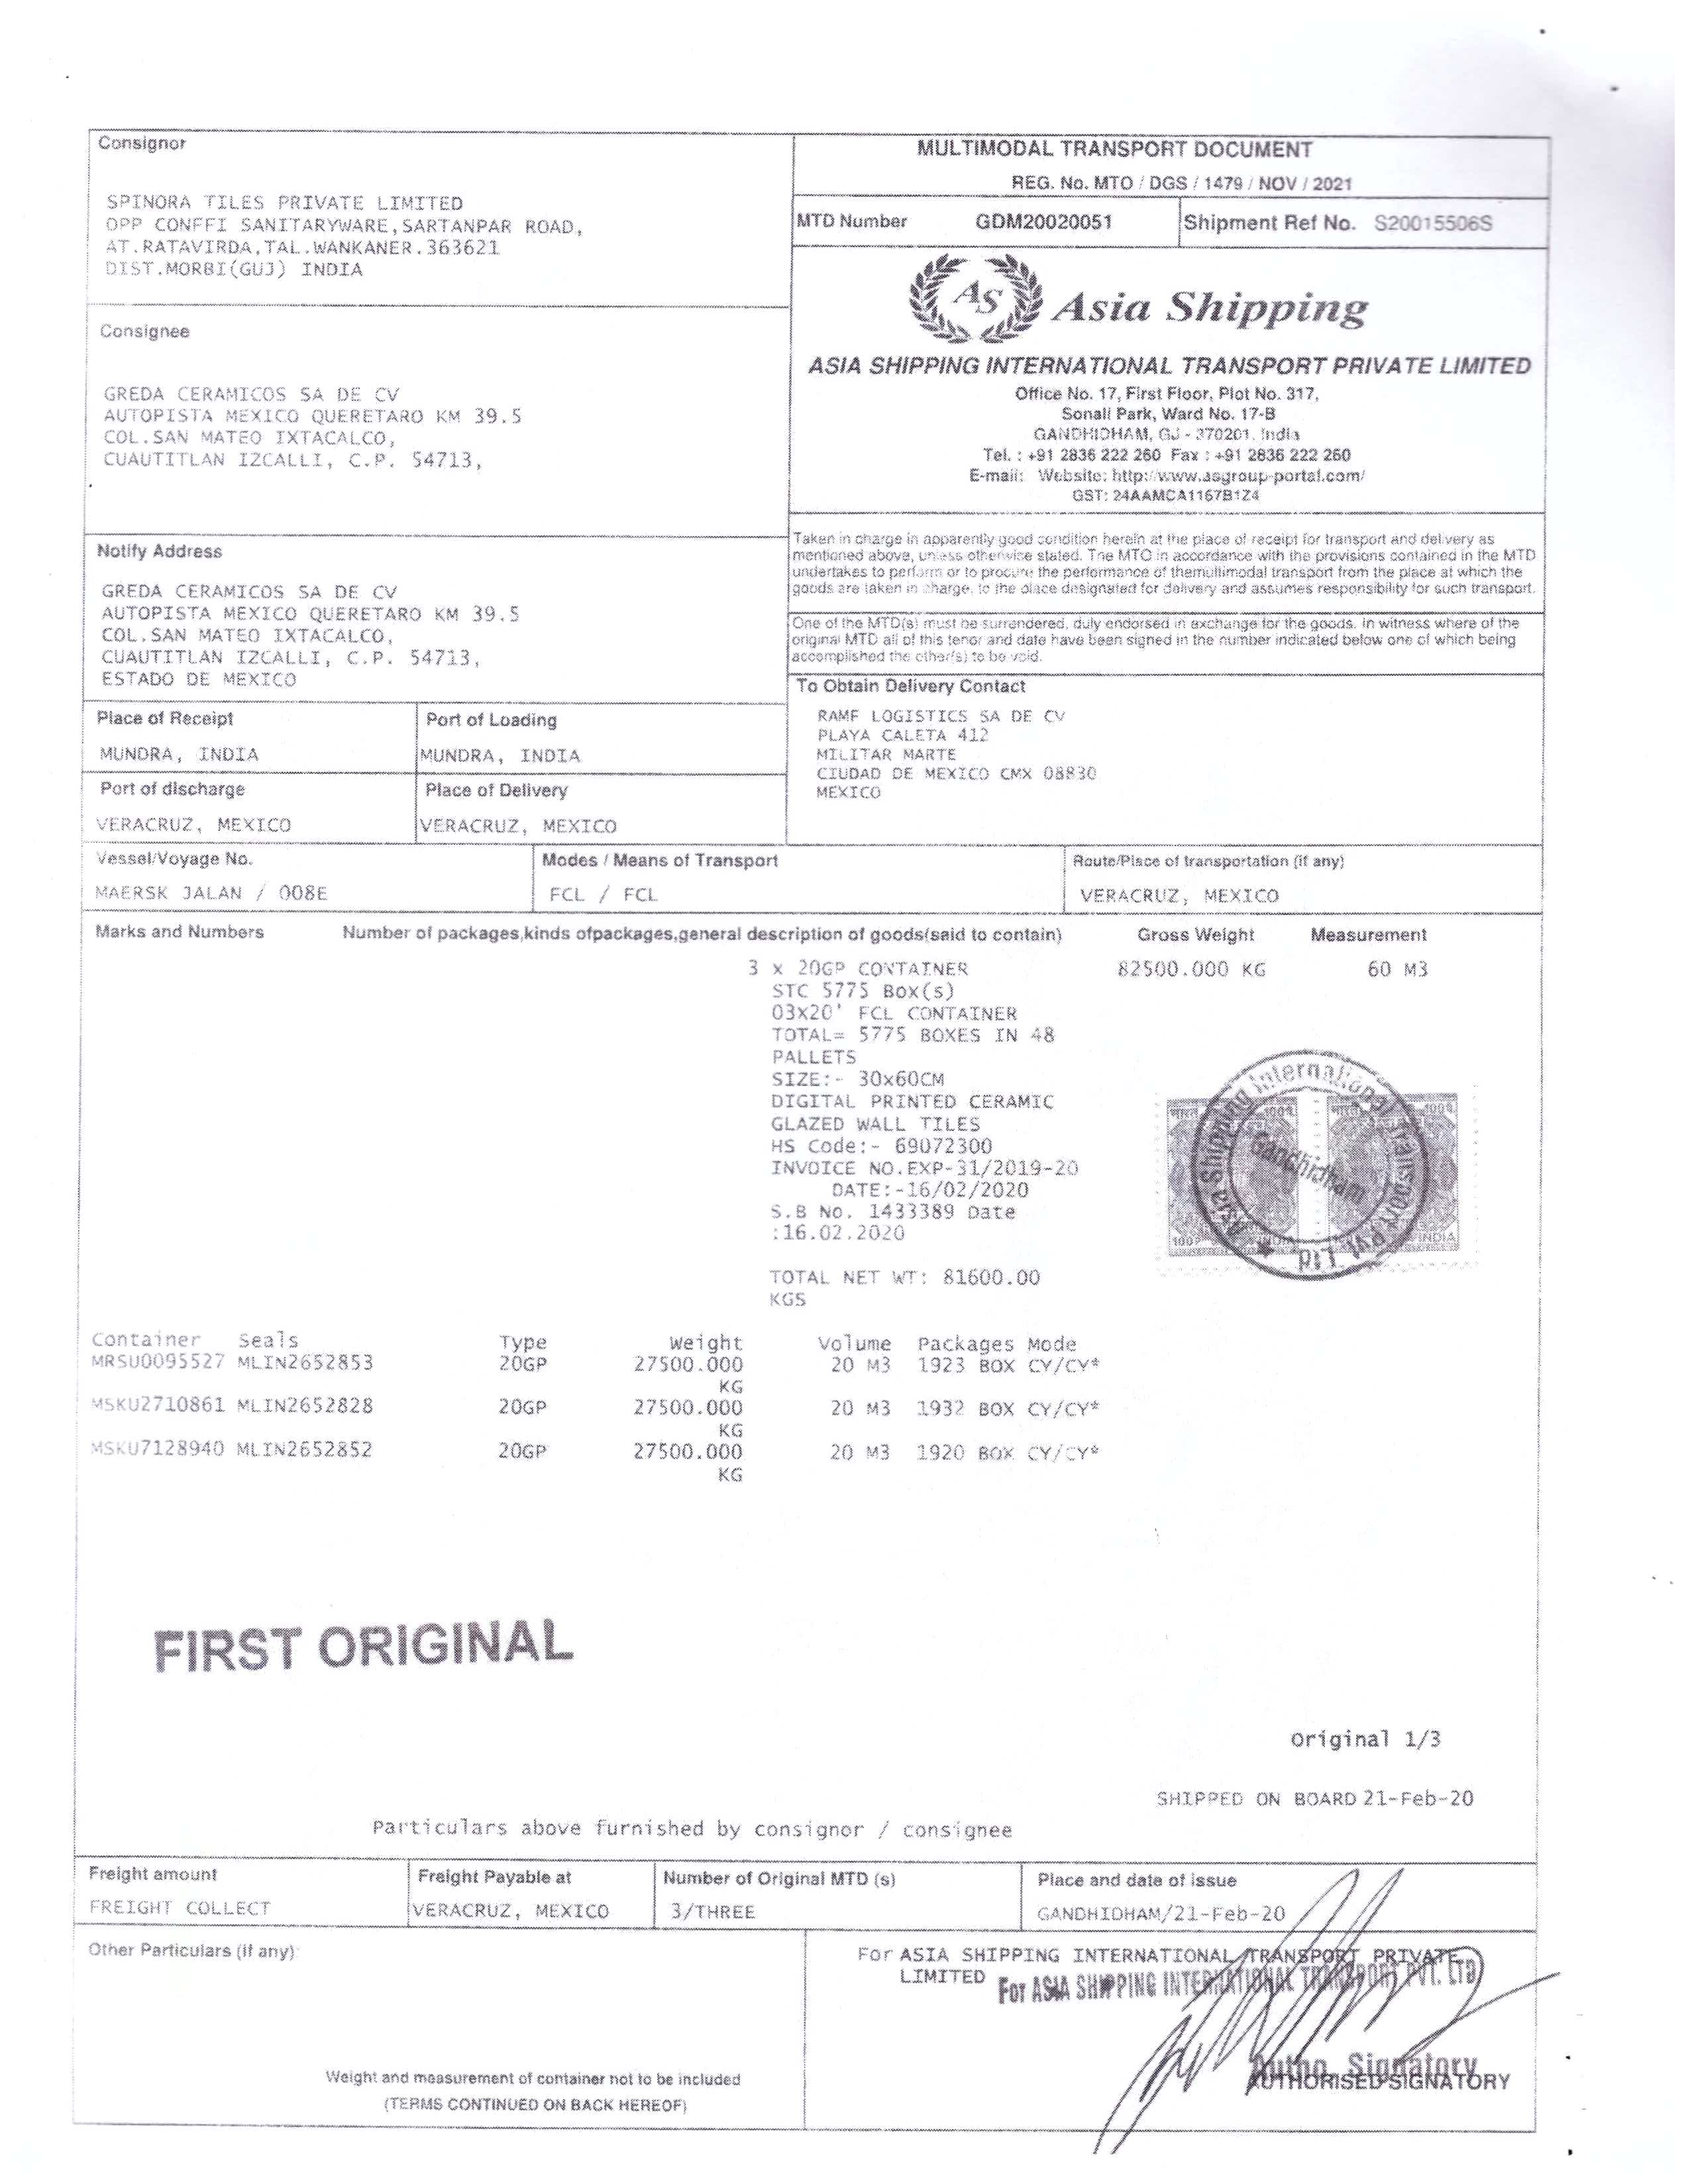 Consignor
SPINORA TILES PRIVATE LIMITED
OPP CONFFI SANITARYWARE,SARTANPAR ROAD,
AT.RATAVIRDA,TAL.WANKANER.363621
DIST.MORBI(GUJ) INDIA
MULTIMODAL TRANSPORT DOCUMENT
REG. No. MTO / DGS / 1479 / NOV / 2021
MTD Number GDM20020051
Shipment Ref No. S20015506S
AS Asia Shipping
ASIA SHIPPING INTERNATIONAL TRANSPORT PRIVATE LIMITED
Office No. 17, First Floor, Plot No. 317,
Sonali Park, Ward No. 17-B
GANDHIDHAM, GJ - 370201. India
Tel. : +91 2836 222 260 Fax : +91 2836 222 260
E-mail: Website: http://www.asgroup-portal.com/
GST: 24AAMCA1167B1Z4
Consignee
GREDA CERAMICOS SA DE CV
AUTOPISTA MEXICO QUERETARO KM 39.5
COL.SAN MATEO IXTACALCO,
CUAUTITLAN IZCALLI, C.P. 54713,
Notify Address
GREDA CERAMICOS SA DE CV
AUTOPISTA MEXICO QUERETARO KM 39.5
COL.SAN MATEO IXTACALCO,
CUAUTITLAN IZCALLI, C.P. 54713,
ESTADO DE MEXICO
Taken in charge in apparently good condition herein at the place of receipt for transport and delivery as
mentioned above, unless otherwise stated. The MTO in accordance with the provisions contained in the MTD
undertakes to perform or to procure the performance of themultimodal transport from the place at which the
goods are taken in charge, to the place designated for delivery and assumes responsibility for such transport.
One of the MTD(s) must be surrendered, duly endorsed in exchange for the goods. In witness where of the
original MTD all of this tenor and date have been signed in the number indicated below one of which being
accomplished the other(s) to be void.
To Obtain Delivery Contact
RAMF LOGISTICS SA DE CV
PLAYA CALETA 412
MILITAR MARTE
CIUDAD DE MEXICO CMX 08830
MEXICO
Place of Receipt
MUNDRA, INDIA
Port of Loading
MUNDRA, INDIA
Port of discharge
VERACRUZ, MEXICO
Place of Delivery
VERACRUZ, MEXICO
Vessel/Voyage No.
MAERSK JALAN / 008E
Modes / Means of Transport
FCL / FCL
Route/Place of transportation (if any)
VERACRUZ, MEXICO
Marks and Numbers Number of packages,kinds ofpackages,general description of goods(said to contain) Gross Weight Measurement
3 x 20GP CONTAINER 82500.000 KG 60 M3
STC 5775 Box(s)
03X20' FCL CONTAINER
TOTAL= 5775 BOXES IN 48
PALLETS
SIZE:- 30x60CM
DIGITAL PRINTED CERAMIC
GLAZED WALL TILES
HS Code:- 69072300
INVOICE NO.EXP-31/2019-20
DATE:-16/02/2020
S.B No. 1433389 Date
:16.02.2020
TOTAL NET WT: 81600.00
KGS
Asia Shipping International Transport Pvt. Ltd
Gandhidham
INDIA
INDIA
Container Seals Type Weight Volume Packages Mode
MRSU0095527 MLIN2652853 20GP 27500.000 20 M3 1923 BOX CY/CY*
KG
MSKU2710861 MLIN2652828 20GP 27500.000 20 M3 1932 BOX CY/CY*
KG
MSKU7128940 MLIN2652852 20GP 27500.000 20 M3 1920 BOX CY/CY*
KG
FIRST ORIGINAL
Original 1/3
SHIPPED ON BOARD 21-Feb-20
Particulars above furnished by consignor / consignee
Freight amount
FREIGHT COLLECT
Freight Payable at
VERACRUZ, MEXICO
Number of Original MTD (s)
3/THREE
Place and date of issue
GANDHIDHAM/21-Feb-20
Other Particulars (if any)
For ASIA SHIPPING INTERNATIONAL TRANSPORT PRIVATE
LIMITED
For ASIA SHIPPING INTERNATIONAL TRANSPORT PVT. LTD
Autho. Signatory
AUTHORISED SIGNATORY
Weight and measurement of container not to be included
(TERMS CONTINUED ON BACK HEREOF)